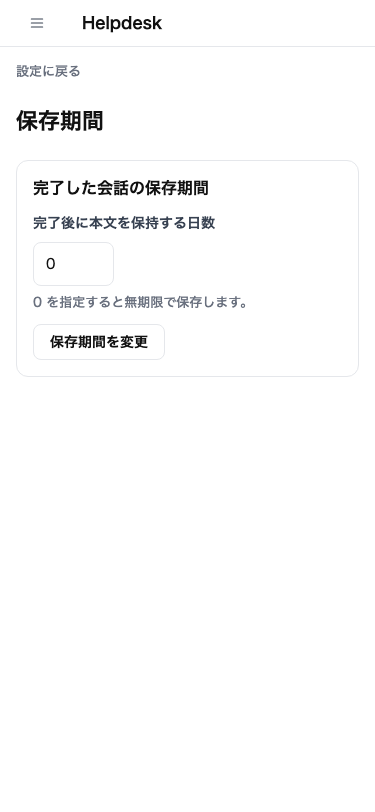 Helpdesk
設定に戻る
保存期間
完了した会話の保存期間
完了後に本文を保持する日数
0
0 を指定すると無期限で保存します。
保存期間を変更